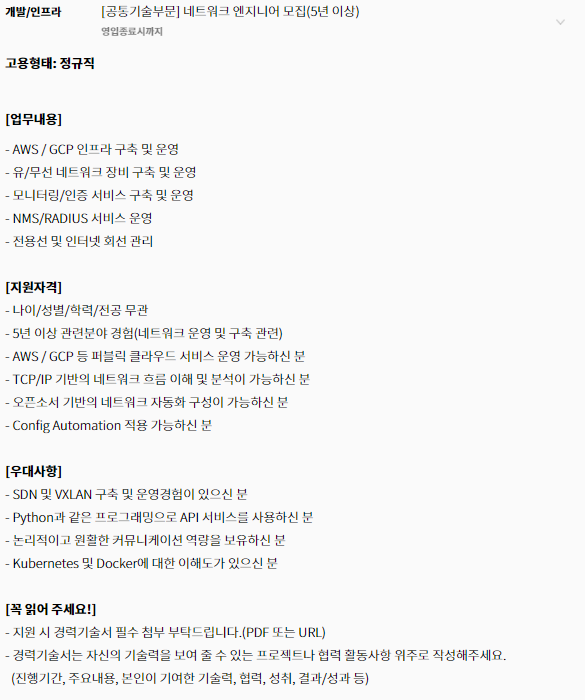 개발/인프라
[공통기술부문] 네트워크 엔지니어 모집(5년 이상)
영입종료시까지
고용형태: 정규직
[업무내용]
- AWS / GCP 인프라 구축 및 운영
- 유/무선 네트워크 장비 구축 및 운영
- 모니터링/인증 서비스 구축 및 운영
- NMS/RADIUS 서비스 운영
- 전용선 및 인터넷 회선 관리
[지원자격]
- 나이/성별/학력/전공 무관
- 5년 이상 관련분야 경험(네트워크 운영 및 구축 관련)
- AWS / GCP 등 퍼블릭 클라우드 서비스 운영 가능하신 분
- TCP/IP 기반의 네트워크 흐름 이해 및 분석이 가능하신 분
- 오픈소서 기반의 네트워크 자동화 구성이 가능하신 분
- Config Automation 적용 가능하신 분
[우대사항]
- SDN 및 VXLAN 구축 및 운영경험이 있으신 분
- Python과 같은 프로그래밍으로 API 서비스를 사용하신 분
- 논리적이고 원활한 커뮤니케이션 역량을 보유하신 분
- Kubernetes 및 Docker에 대한 이해도가 있으신 분
[꼭 읽어 주세요!]
- 지원 시 경력기술서 필수 첨부 부탁드립니다.(PDF 또는 URL)
- 경력기술서는 자신의 기술력을 보여 줄 수 있는 프로젝트나 협력 활동사항 위주로 작성해주세요.
(진행기간, 주요내용, 본인이 기여한 기술력, 협력, 성취, 결과/성과 등)